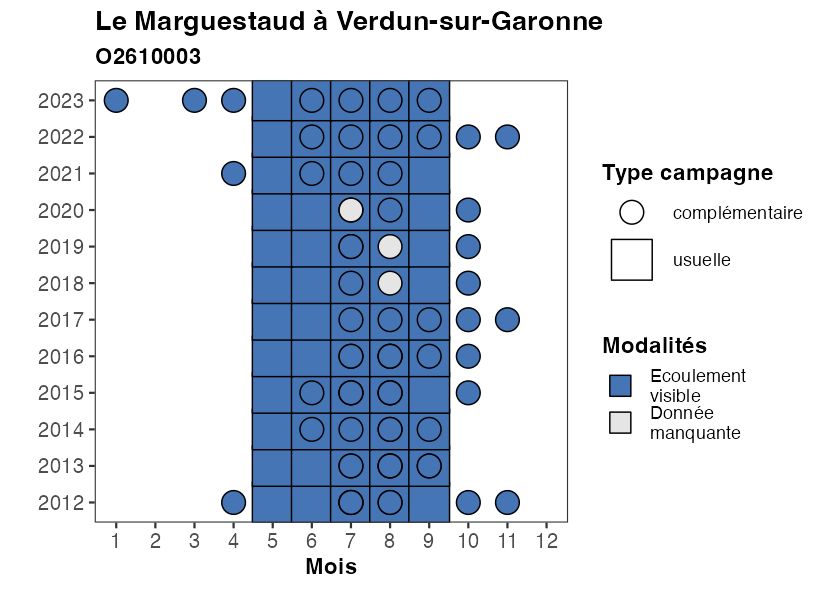 Le Marguestaud à Verdun-sur-Garonne
O2610003
2023
2022
2021
2020
2019
2018
2017
2016
2015
2014
2013
2012
1 2 3 4 5 6 7 8 9 10 11 12
Mois
Type campagne
complémentaire
usuelle
Modalités
Ecoulement
visible
Donnée
manquante